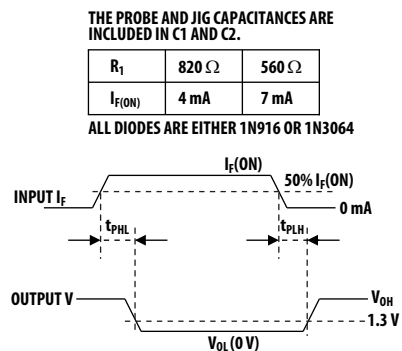 THE PROBE AND JIG CAPACITANCES ARE
INCLUDED IN C1 AND C2.
R1 820 Ω 560 Ω
IF(ON) 4 mA 7 mA
ALL DIODES ARE EITHER 1N916 OR 1N3064
IF(ON)
50% IF(ON)
INPUT IF
0 mA
tPHL tPLH
OUTPUT V
VOH
1.3 V
VOL (0 V)